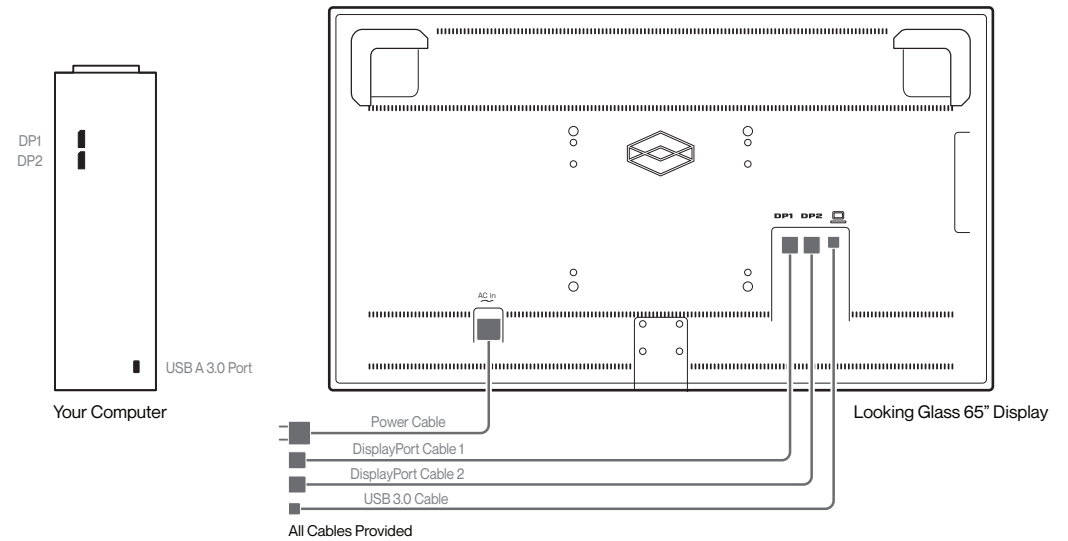 DP1
DP2
USB A 3.0 Port
Your Computer
DP1 DP2
AC in
Looking Glass 65” Display
Power Cable
DisplayPort Cable 1
DisplayPort Cable 2
USB 3.0 Cable
All Cables Provided